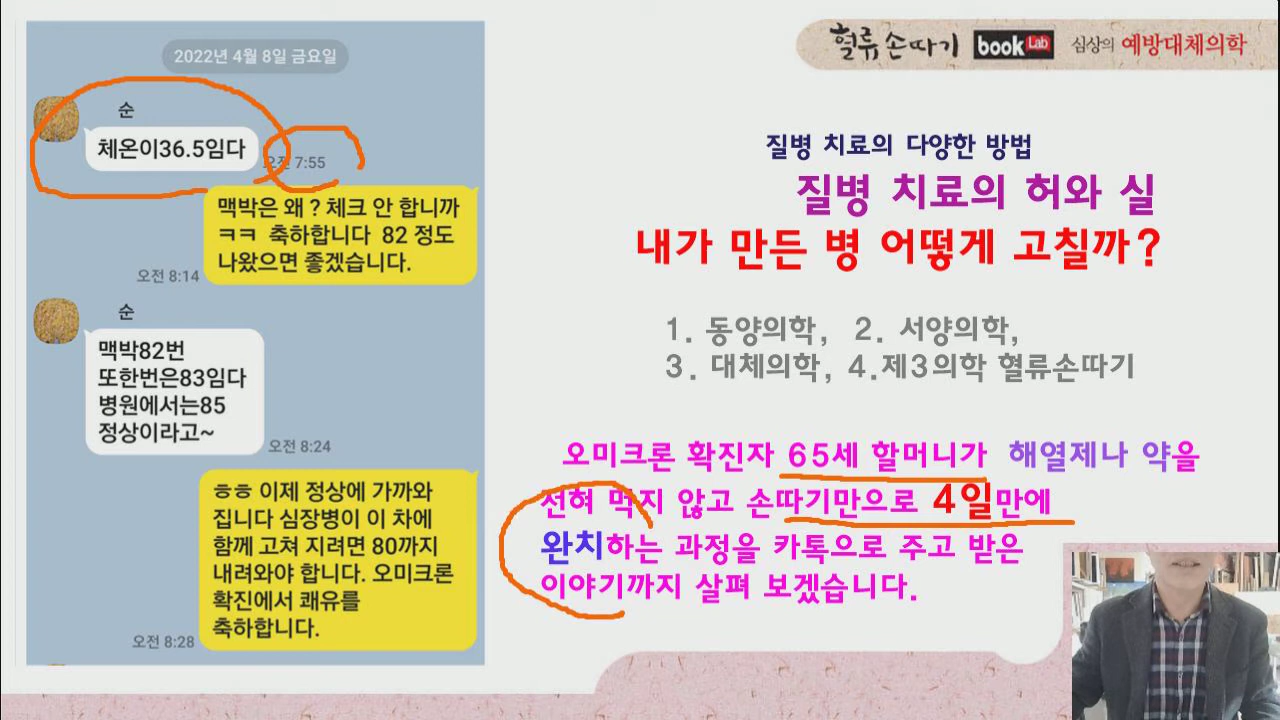 2022년 4월 8일 금요일
순
체온이36.5임다
오전 7:55
맥박은 왜 ? 체크 안 합니까
ㅋㅋ 축하합니다 82 정도
나왔으면 좋겠습니다.
오전 8:14
순
맥박82번
또한번은83임다
병원에서는85
정상이라고~
오전 8:24
ㅎㅎ 이제 정상에 가까와
집니다 심장병이 이 차에
함께 고쳐 지려면 80까지
내려와야 합니다. 오미크론
확진에서 쾌유를
축하합니다.
오전 8:28
혈류 손따기 book Lab 심상의 예방대체의학
질병 치료의 다양한 방법
질병 치료의 허와 실
내가 만든 병 어떻게 고칠까?
1. 동양의학, 2. 서양의학,
3. 대체의학, 4.제3의학 혈류손따기
오미크론 확진자 65세 할머니가 해열제나 약을
전혀 먹지 않고 손따기만으로 4일만에
완치하는 과정을 카톡으로 주고 받은
이야기까지 살펴 보겠습니다.